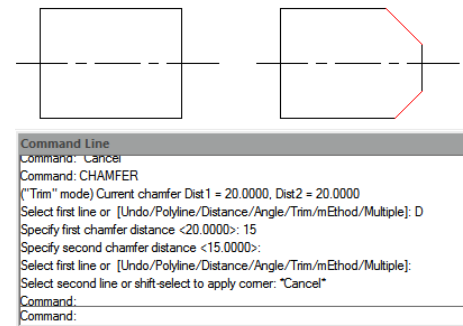 Command Line
Command: *Cancel*
Command: CHAMFER
("Trim" mode) Current chamfer Dist1 = 20.0000, Dist2 = 20.0000
Select first line or  [Undo/Polyline/Distance/Angle/Trim/mEthod/Multiple]: D
Specify first chamfer distance <20.0000>: 15
Specify second chamfer distance <15.0000>:
Select first line or  [Undo/Polyline/Distance/Angle/Trim/mEthod/Multiple]:
Select second line or shift-select to apply corner: *Cancel*
Command:
Command: